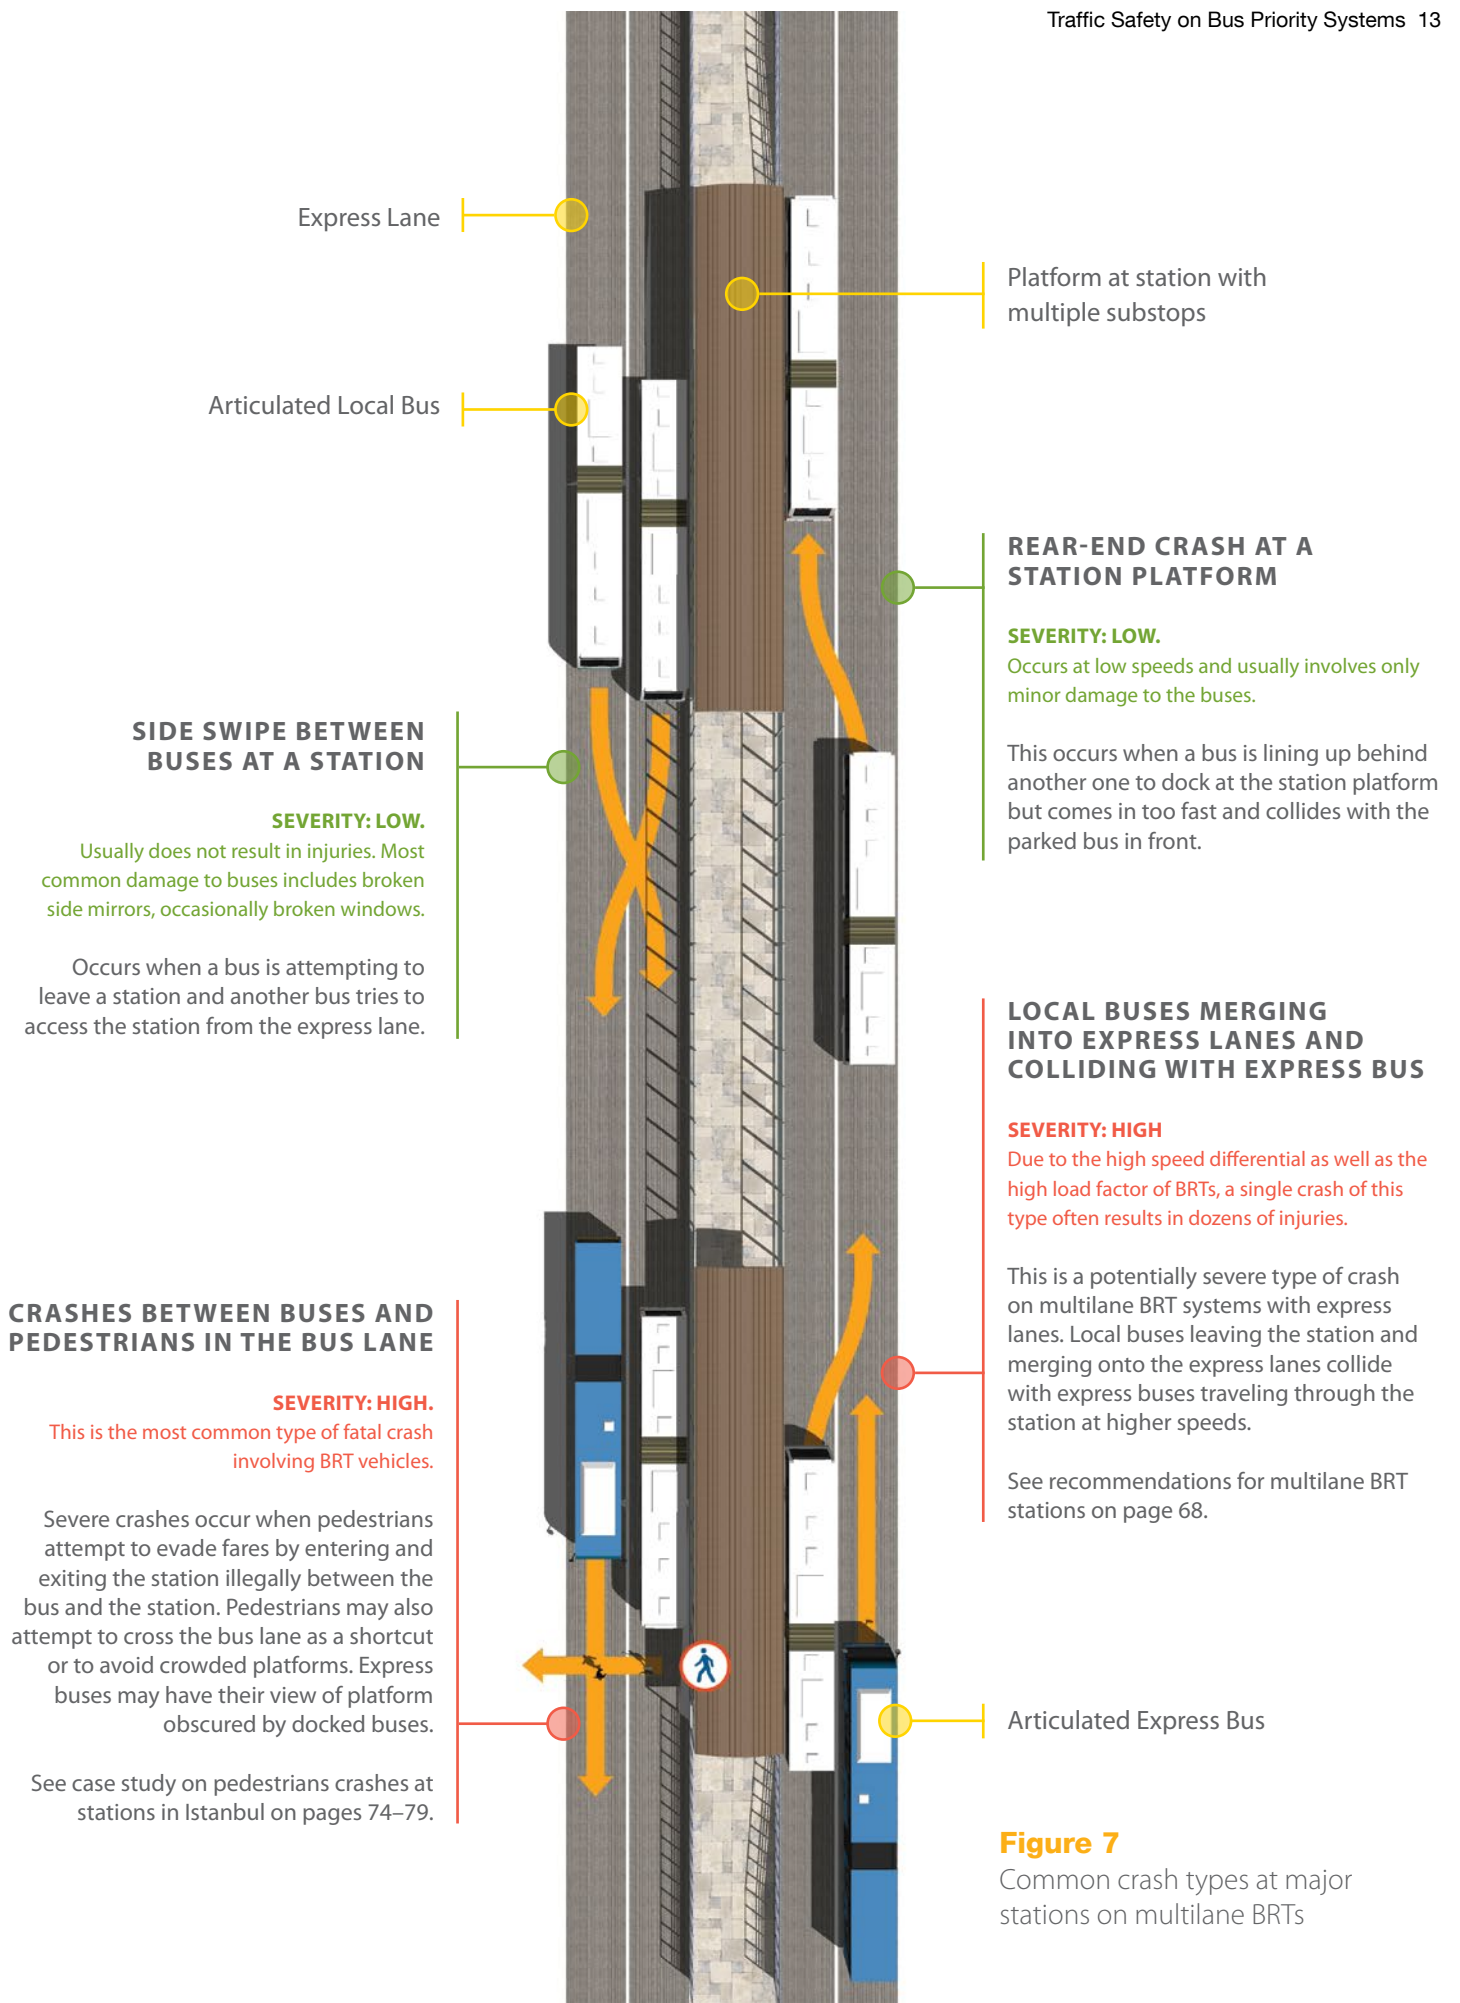 Traffic Safety on Bus Priority Systems 13
Express Lane
Platform at station with
multiple substops
Articulated Local Bus
REAR-END CRASH AT A
STATION PLATFORM
SEVERITY: LOW.
Occurs at low speeds and usually involves only
minor damage to the buses.
This occurs when a bus is lining up behind
another one to dock at the station platform
but comes in too fast and collides with the
parked bus in front.
SIDE SWIPE BETWEEN
BUSES AT A STATION
SEVERITY: LOW.
Usually does not result in injuries. Most
common damage to buses includes broken
side mirrors, occasionally broken windows.
Occurs when a bus is attempting to
leave a station and another bus tries to
access the station from the express lane.
LOCAL BUSES MERGING
INTO EXPRESS LANES AND
COLLIDING WITH EXPRESS BUS
SEVERITY: HIGH
Due to the high speed differential as well as the
high load factor of BRTs, a single crash of this
type often results in dozens of injuries.
This is a potentially severe type of crash
on multilane BRT systems with express
lanes. Local buses leaving the station and
merging onto the express lanes collide
with express buses traveling through the
station at higher speeds.
See recommendations for multilane BRT
stations on page 68.
CRASHES BETWEEN BUSES AND
PEDESTRIANS IN THE BUS LANE
SEVERITY: HIGH.
This is the most common type of fatal crash
involving BRT vehicles.
Severe crashes occur when pedestrians
attempt to evade fares by entering and
exiting the station illegally between the
bus and the station. Pedestrians may also
attempt to cross the bus lane as a shortcut
or to avoid crowded platforms. Express
buses may have their view of platform
obscured by docked buses.
See case study on pedestrians crashes at
stations in Istanbul on pages 74–79.
Articulated Express Bus
Figure 7
Common crash types at major
stations on multilane BRTs